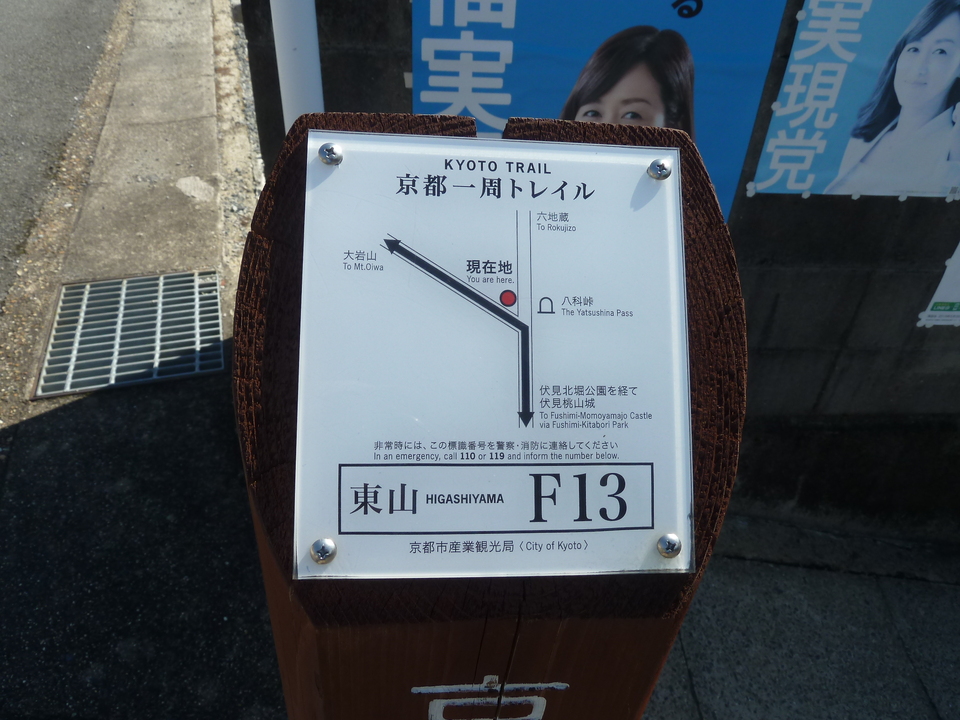 る
実
実現党
KYOTO TRAIL
京都一周トレイル
六地蔵
To Rokujizo
大岩山
To Mt.Oiwa
現在地
You are here.
八科峠
The Yatsushina Pass
伏見北堀公園を経て
伏見桃山城
To Fushimi-Momoyamajo Castle
via Fushimi-Kitabori Park
非常時には、この標識番号を警察・消防に連絡してください
In an emergency, call 110 or 119 and inform the number below.
東山 HIGASHIYAMA F13
京都市産業観光局〈City of Kyoto〉